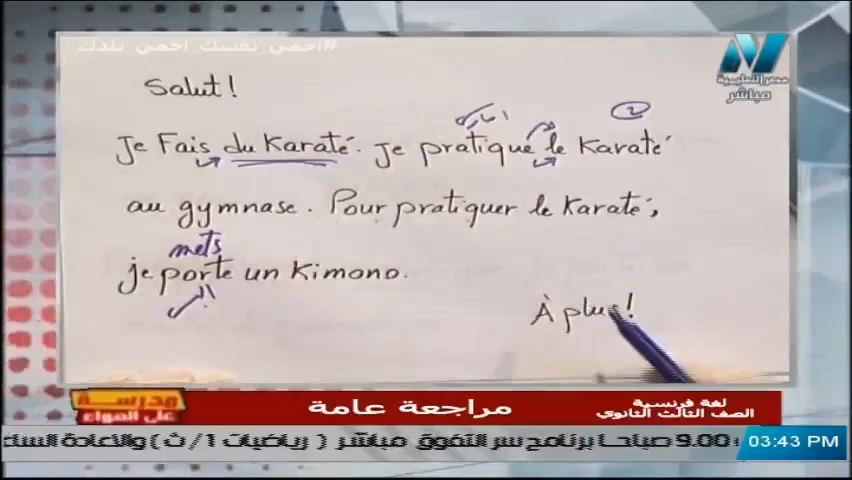 #احمي نفسك احمي بلدك
مصر التعليمية
مباشر
Salut!
2
Je Fais du Karaté. Je pratique le Karaté
au gymnase. Pour pratiquer le Karaté,
mets
je porte un Kimono.
À plus!
مدرسة
على الهواء
مراجعة عامة
لغة فرنسية
الصف الثالث الثانوي
9.00 صباحا برنامج سر التفوق مباشر ( رياضيات 1/ ث ) والاعادة الساع
03:43 PM